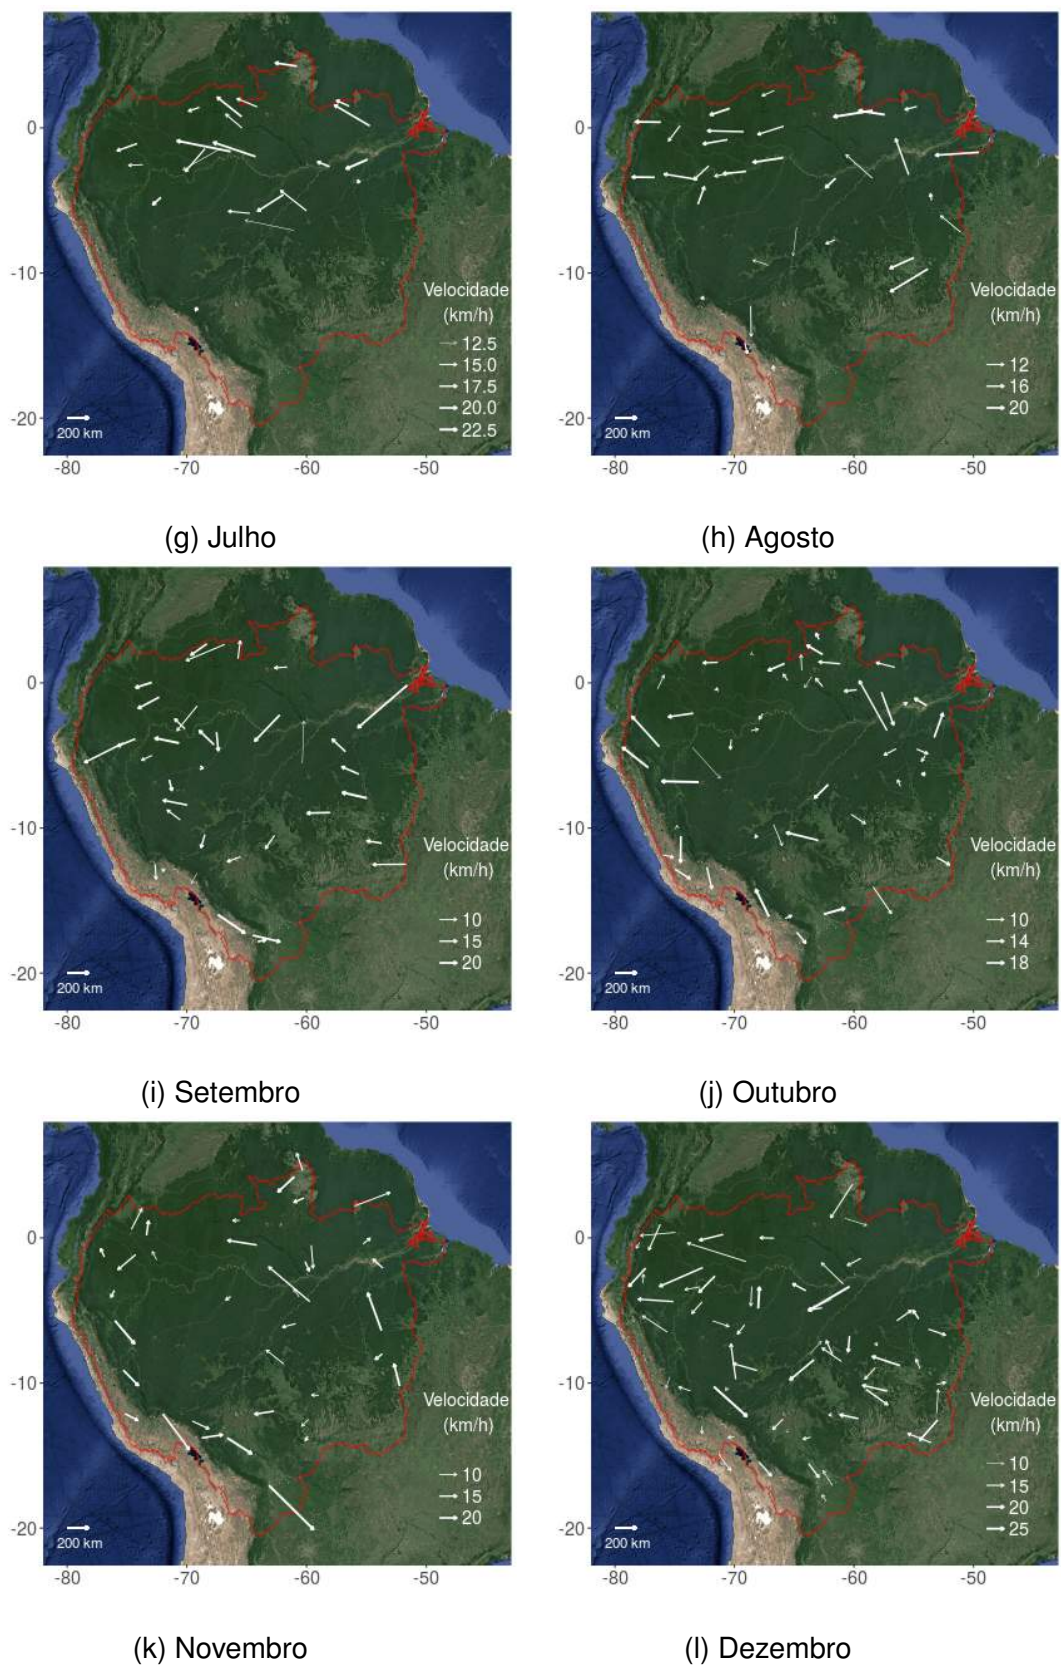 0
-10
-20
Velocidade
(km/h)
12.5
15.0
17.5
20.0
22.5
200 km
-80 -70 -60 -50
(g) Julho
0
-10
-20
Velocidade
(km/h)
12
16
20
200 km
-80 -70 -60 -50
(h) Agosto
0
-10
-20
Velocidade
(km/h)
10
15
20
200 km
-80 -70 -60 -50
(i) Setembro
0
-10
-20
Velocidade
(km/h)
10
14
18
200 km
-80 -70 -60 -50
(j) Outubro
0
-10
-20
Velocidade
(km/h)
10
15
20
200 km
-80 -70 -60 -50
(k) Novembro
0
-10
-20
Velocidade
(km/h)
10
15
20
25
200 km
-80 -70 -60 -50
(l) Dezembro